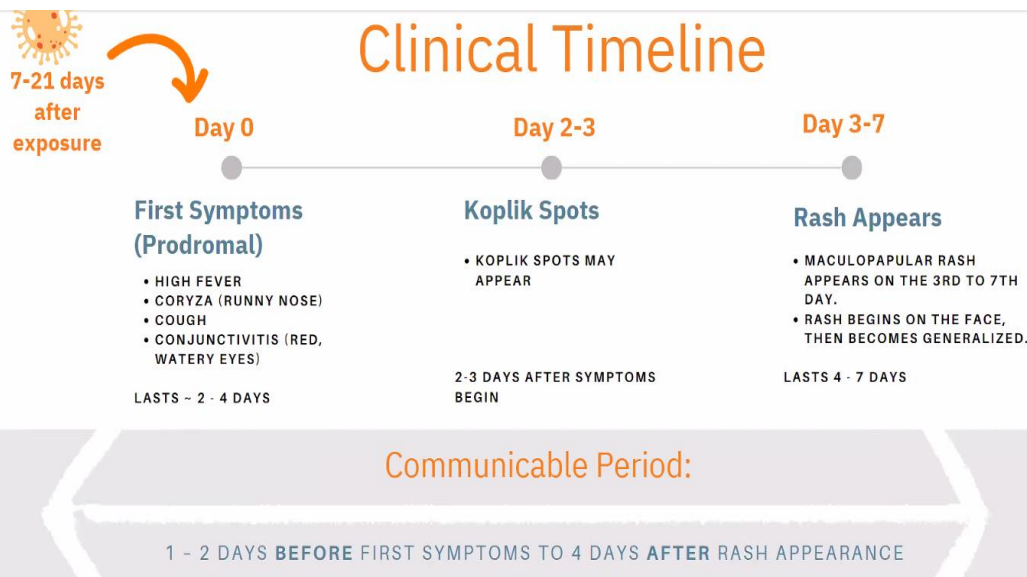 Clinical Timeline
7-21 days
after
exposure
Day 0
Day 2-3
Day 3-7
First Symptoms
(Prodromal)
• HIGH FEVER
• CORYZA (RUNNY NOSE)
• COUGH
• CONJUNCTIVITIS (RED,
WATERY EYES)
LASTS ~ 2 - 4 DAYS
Koplik Spots
• KOPLIK SPOTS MAY
APPEAR
2-3 DAYS AFTER SYMPTOMS
BEGIN
Rash Appears
• MACULOPAPULAR RASH
APPEARS ON THE 3RD TO 7TH
DAY.
• RASH BEGINS ON THE FACE,
THEN BECOMES GENERALIZED.
LASTS 4 - 7 DAYS
Communicable Period:
1 - 2 DAYS BEFORE FIRST SYMPTOMS TO 4 DAYS AFTER RASH APPEARANCE